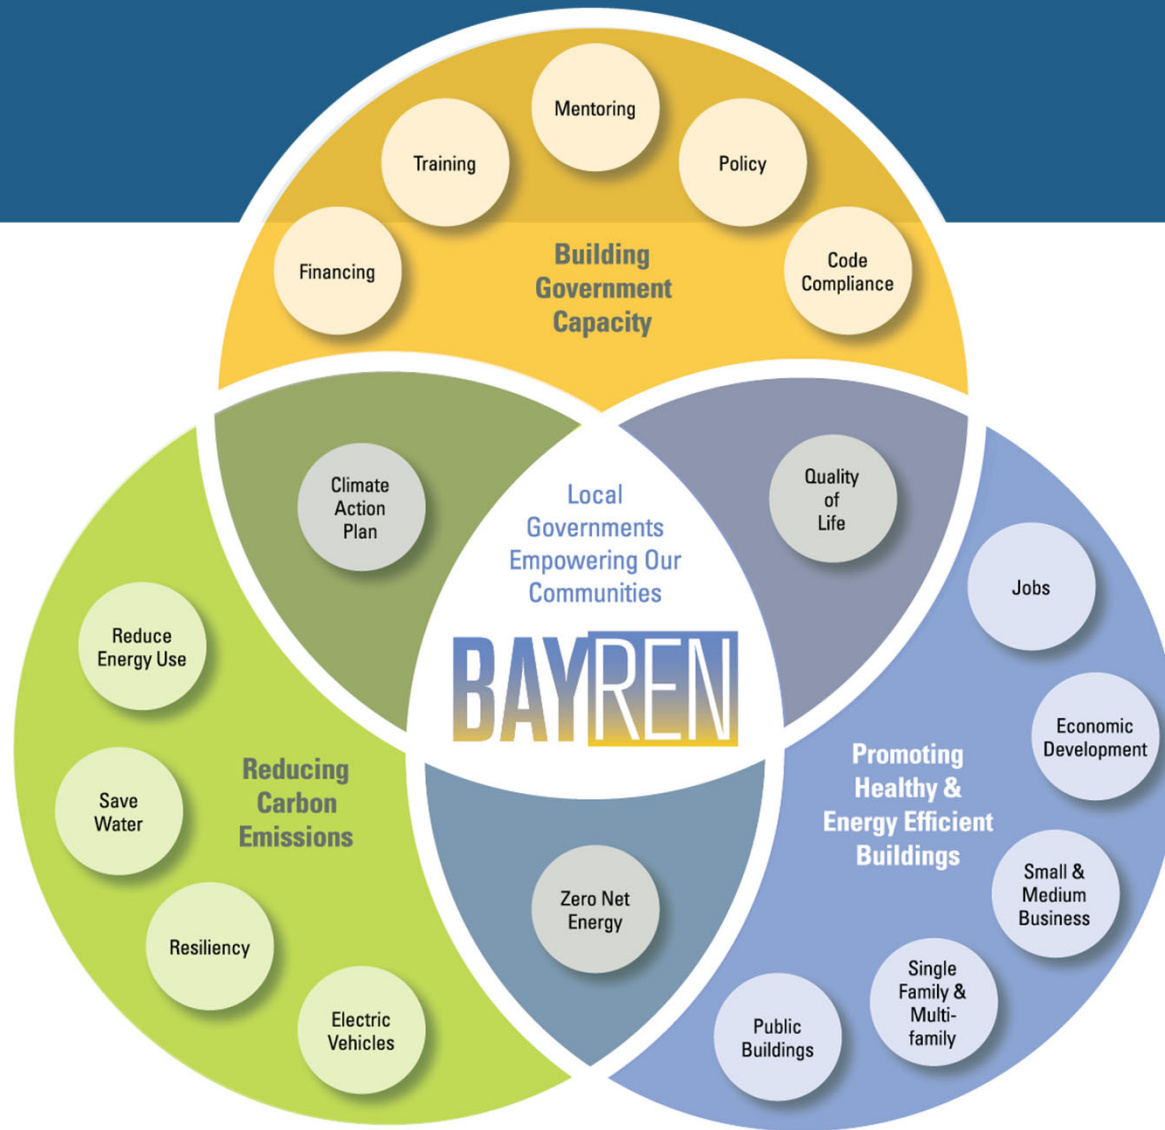 Mentoring
Training
Policy
Financing
Code
Compliance
Building
Government
Capacity
Climate
Action
Plan
Quality
of
Life
Local
Governments
Empowering Our
Communities
BAYREN
Reduce
Energy Use
Save
Water
Resiliency
Electric
Vehicles
Reducing
Carbon
Emissions
Zero Net
Energy
Promoting
Healthy &
Energy Efficient
Buildings
Jobs
Economic
Development
Small &
Medium
Business
Single
Family &
Multi-
family
Public
Buildings